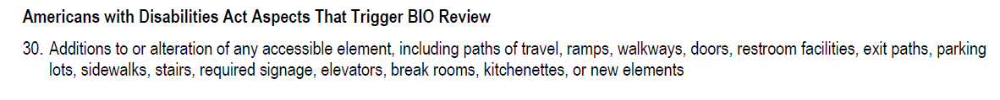 Americans with Disabilities Act Aspects That Trigger BIO Review
30. Additions to or alteration of any accessible element, including paths of travel, ramps, walkways, doors, restroom facilities, exit paths, parking
lots, sidewalks, stairs, required signage, elevators, break rooms, kitchenettes, or new elements